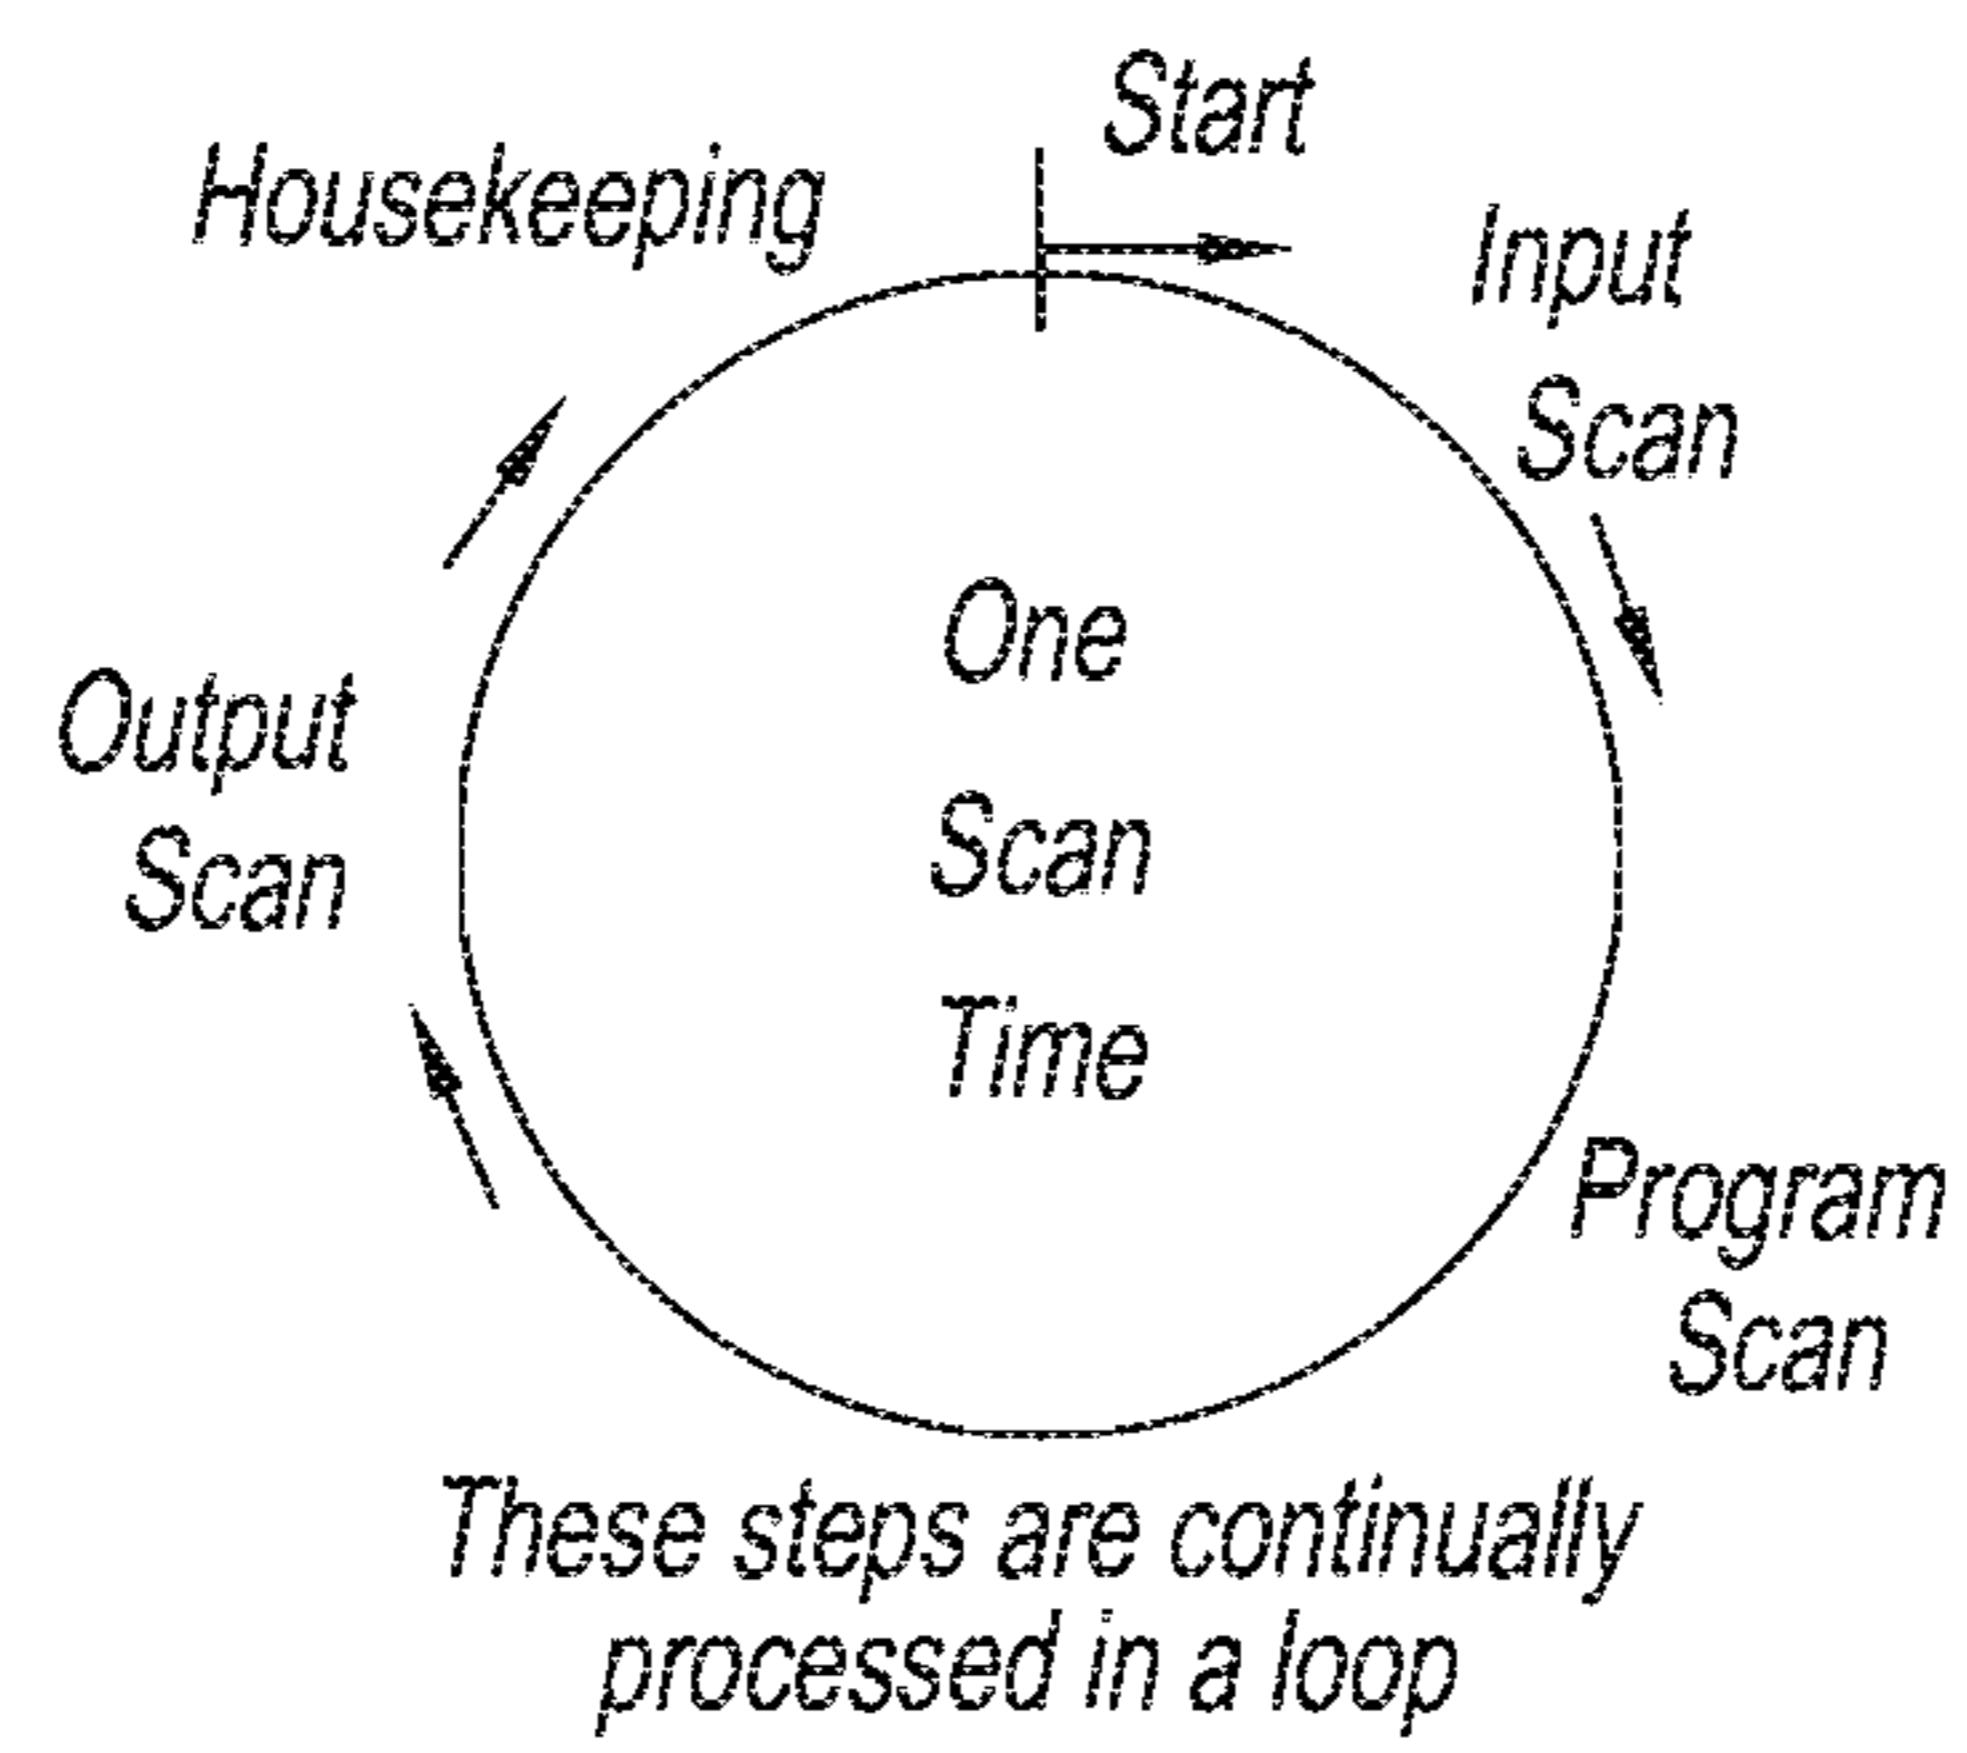 Start
Housekeeping
Input
Scan
One
Scan
Time
Output
Scan
Program
Scan
These steps are continually
processed in a loop